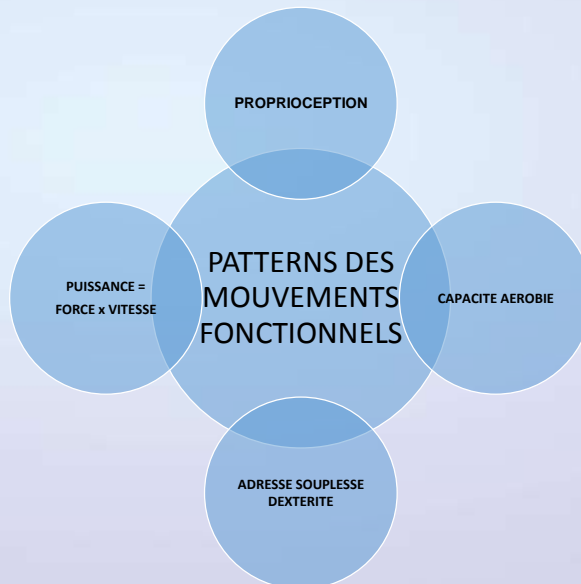 PROPRIOCEPTION
PUISSANCE =
FORCE x VITESSE
PATTERNS DES
MOUVEMENTS
FONCTIONNELS
CAPACITE AEROBIE
ADRESSE SOUPLESSE
DEXTERITE